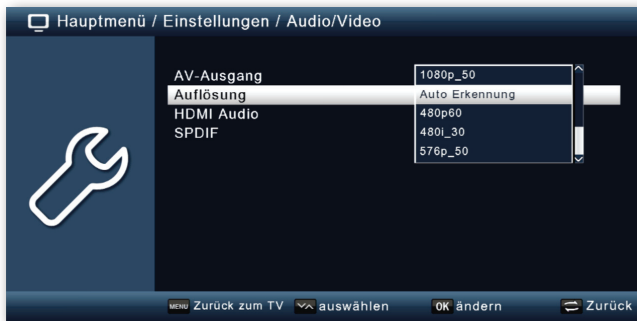 Hauptmenü / Einstellungen / Audio/Video
AV-Ausgang
Auflösung
HDMI Audio
SPDIF
1080p_50
Auto Erkennung
480p60
480i_30
576p_50
MENU Zurück zum TV auswählen OK ändern Zurück